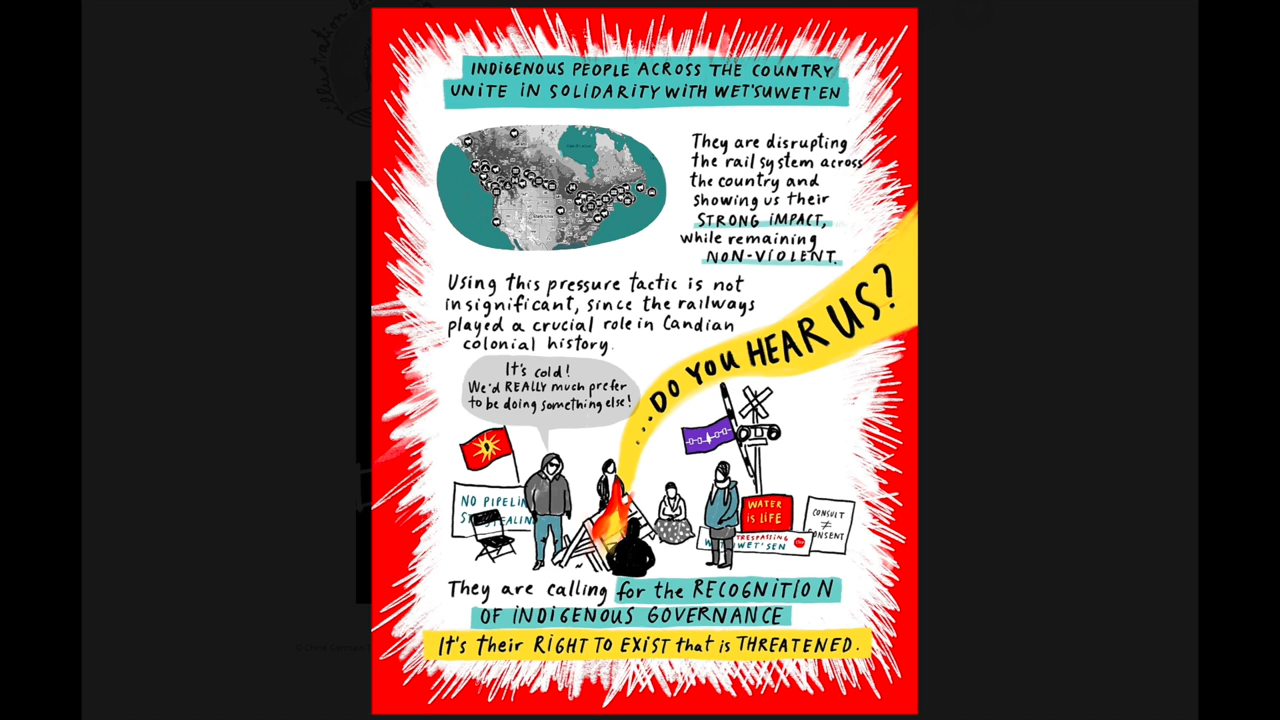 INDIGENOUS PEOPLE ACROSS THE COUNTRY
UNITE IN SOLIDARITY WITH WET'SUWET'EN
They are disrupting
the rail system across
the country and
showing us their
STRONG IMPACT,
while remaining
NON-VIOLENT.
Using this pressure tactic is not
insignificant, since the railways
played a crucial role in Candian
colonial history.
It's cold!
We'd REALLY much prefer
to be doing something else!
...DO YOU HEAR US?
NO PIPELIN
WATER
IS LIFE
CONSULT
≠
ONSENT
TRESPASSING
WET'SEN
They are calling for the RECOGNITION
OF INDIGENOUS GOVERNANCE
It's their RIGHT TO EXIST that is THREATENED.